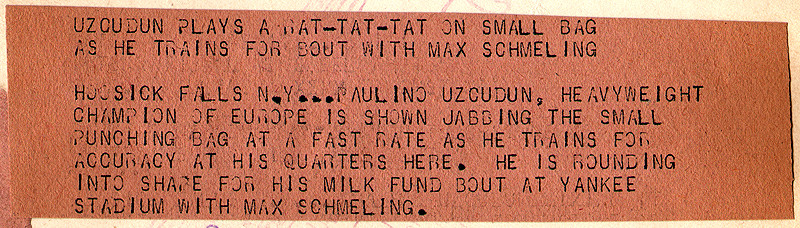 UZCUDUN PLAYS A RAT-TAT-TAT ON SMALL BAG
AS HE TRAINS FOR BOUT WITH MAX SCHMELING
HOOSICK FALLS N.Y...PAULINO UZCUDUN, HEAVYWEIGHT
CHAMPION OF EUROPE IS SHOWN JABBING THE SMALL
PUNCHING BAG AT A FAST RATE AS HE TRAINS FOR
ACCURACY AT HIS QUARTERS HERE. HE IS ROUNDING
INTO SHAPE FOR HIS MILK FUND BOUT AT YANKEE
STADIUM WITH MAX SCHMELING.